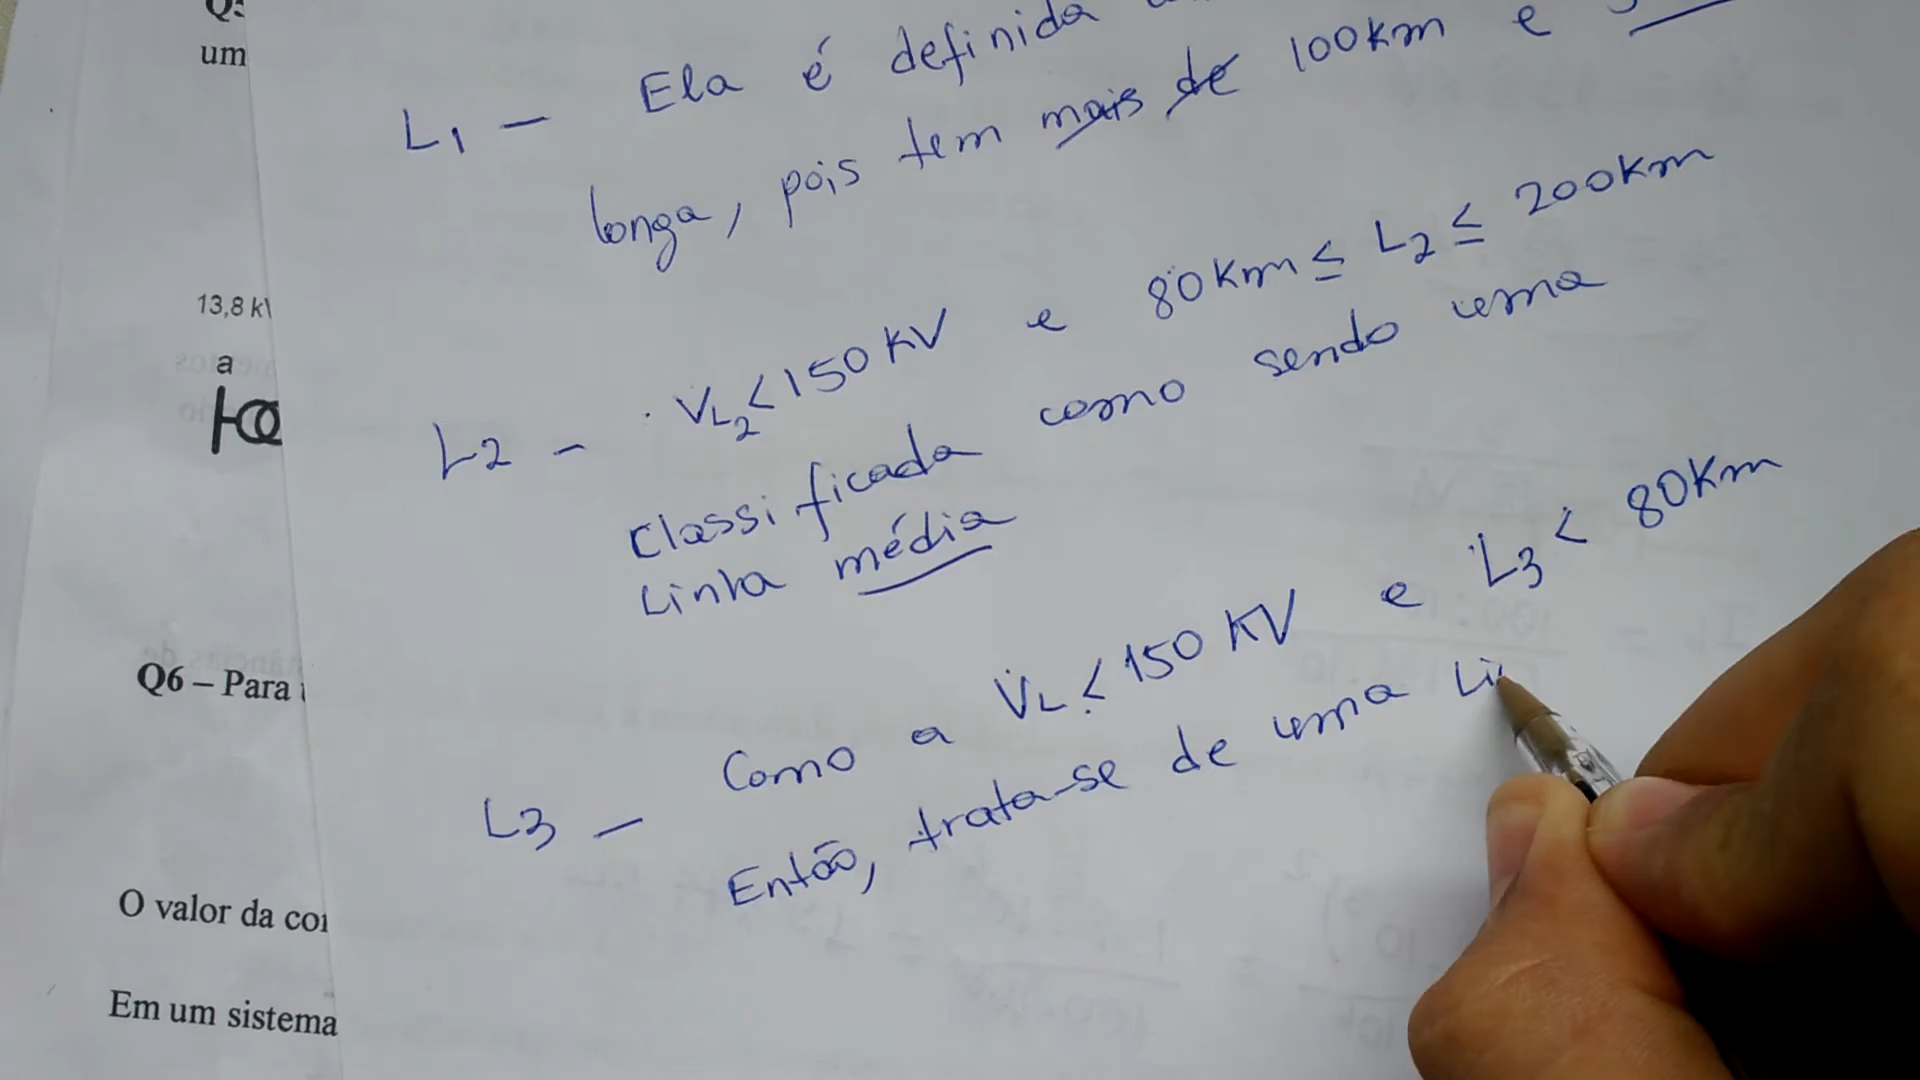 um
L1 - Ela é definida
longa, pois tem mais de 100km e
13,8 k
a
L2 - VL2 < 150 KV e 80km ≤ L2 ≤ 200km
Classificada como sendo uma
Linha média
Q6 – Para
L3 - Como a VL < 150 KV e L3 < 80km
Então, trata-se de uma Li
O valor da cor
Em um sistema